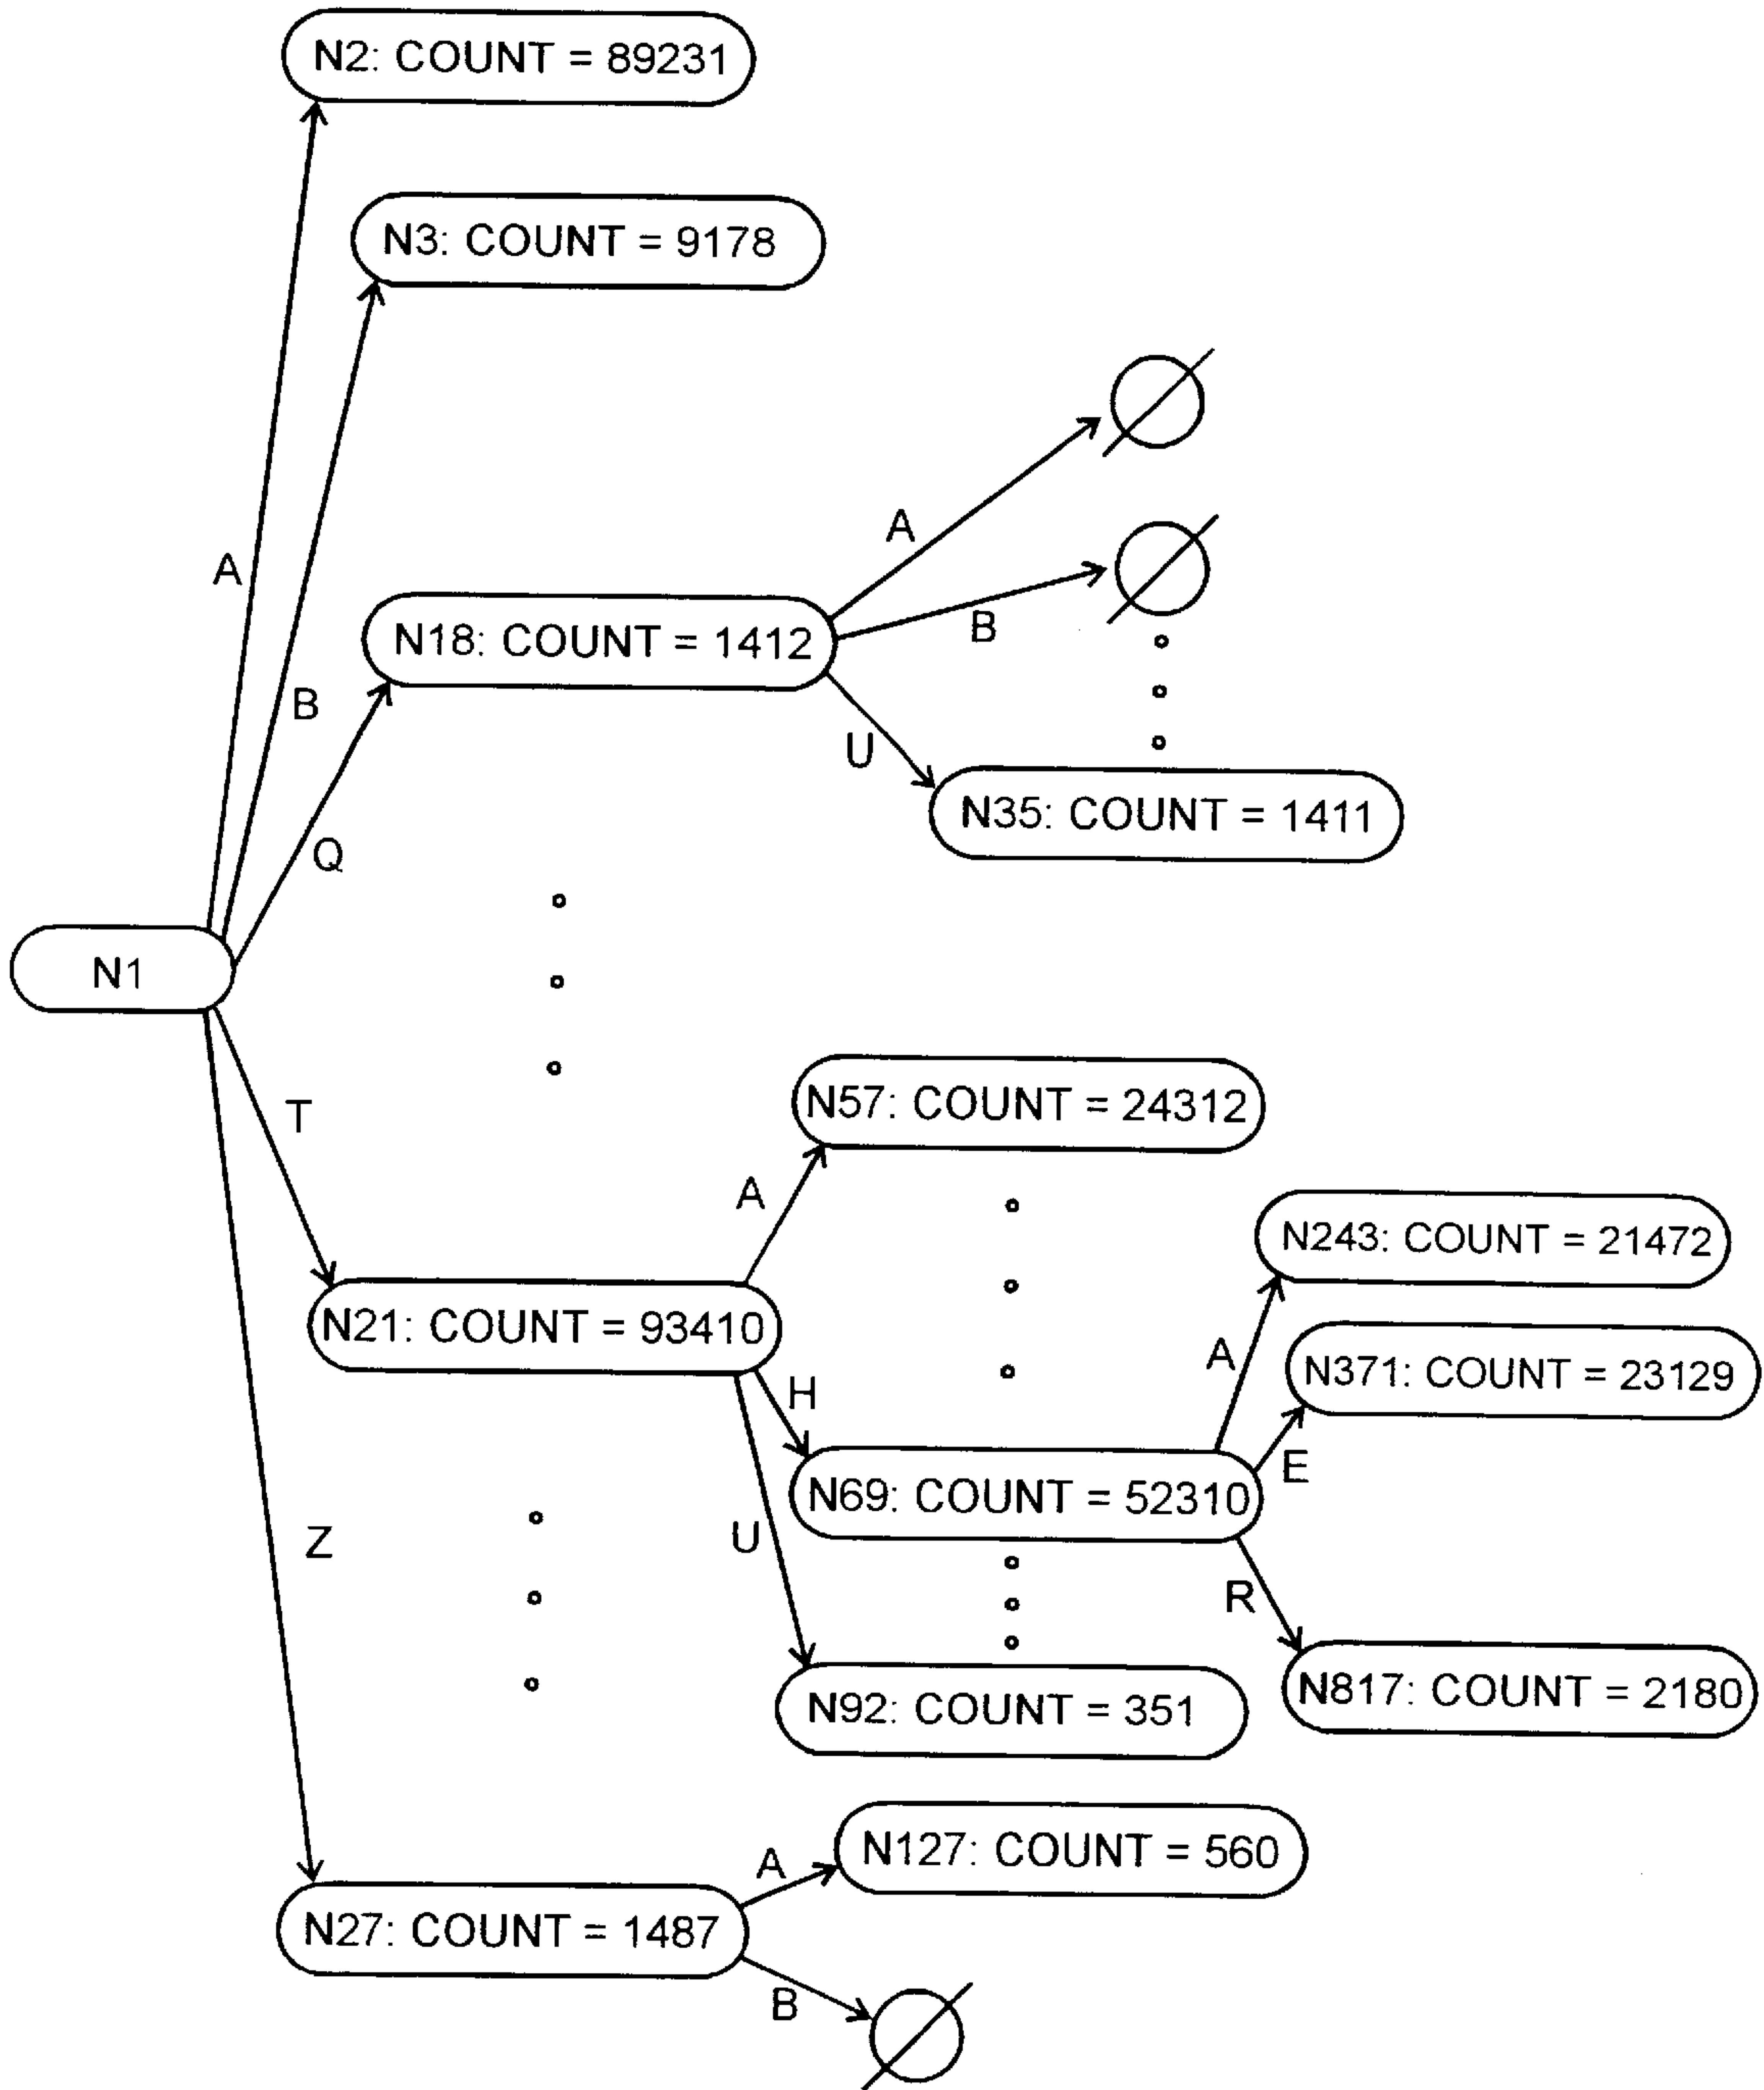 N2: COUNT = 89231
N3: COUNT = 9178
A
B
A
B
N18: COUNT = 1412
U
Q
N35: COUNT = 1411
N1
T
N57: COUNT = 24312
A
N243: COUNT = 21472
N21: COUNT = 93410
A
N371: COUNT = 23129
H
E
N69: COUNT = 52310
Z
U
R
N92: COUNT = 351
N817: COUNT = 2180
A
N127: COUNT = 560
N27: COUNT = 1487
B